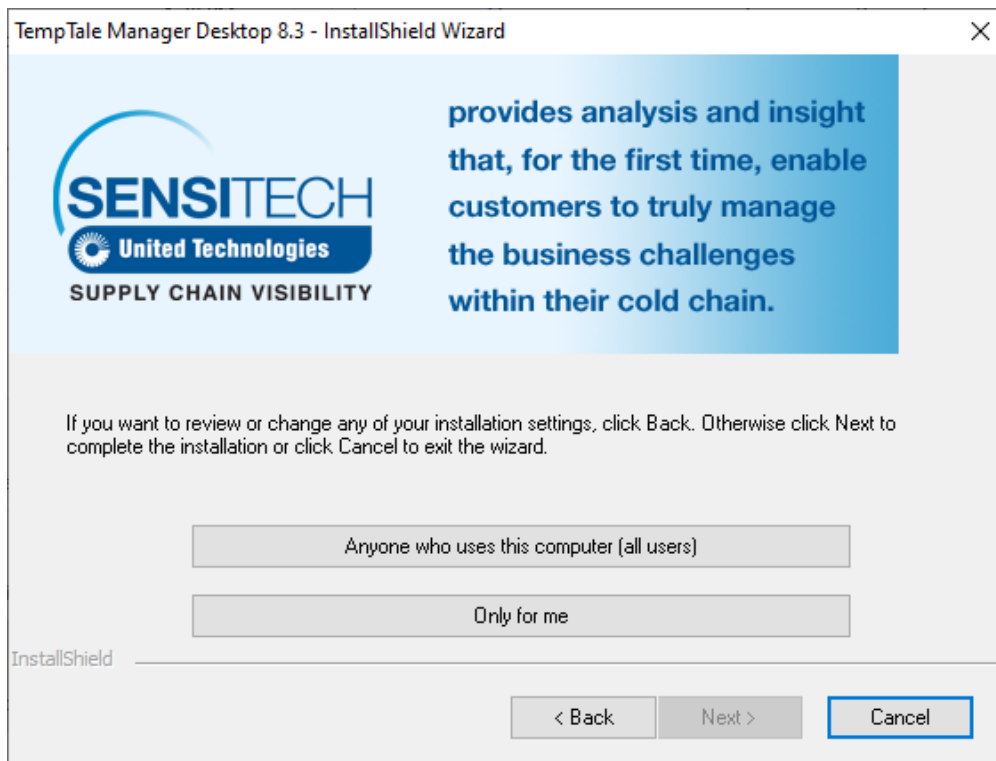 TempTale Manager Desktop 8.3 - InstallShield Wizard
SENSITECH
United Technologies
SUPPLY CHAIN VISIBILITY
provides analysis and insight
that, for the first time, enable
customers to truly manage
the business challenges
within their cold chain.
If you want to review or change any of your installation settings, click Back. Otherwise click Next to
complete the installation or click Cancel to exit the wizard.
Anyone who uses this computer (all users)
Only for me
InstallShield
< Back
Next >
Cancel